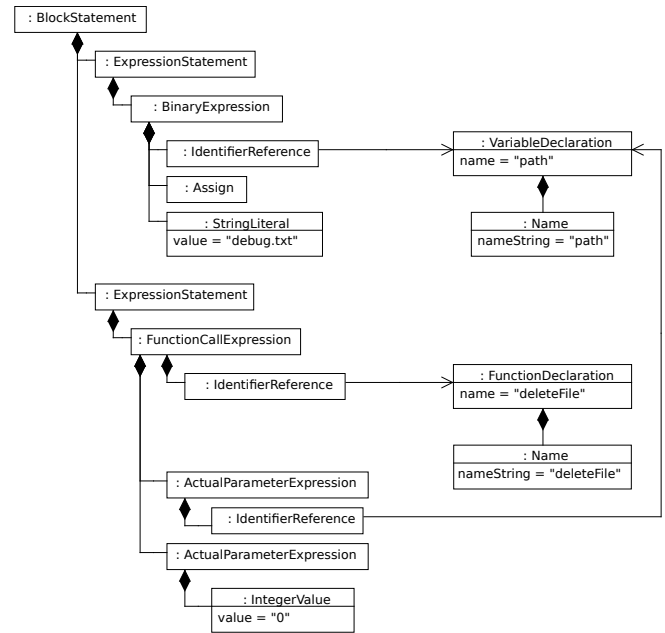 : BlockStatement
: ExpressionStatement
: BinaryExpression
: IdentifierReference
: VariableDeclaration
name = "path"
: Assign
: StringLiteral
value = "debug.txt"
: Name
nameString = "path"
: ExpressionStatement
: FunctionCallExpression
: IdentifierReference
: FunctionDeclaration
name = "deleteFile"
: Name
nameString = "deleteFile"
: ActualParameterExpression
: IdentifierReference
: ActualParameterExpression
: IntegerValue
value = "0"